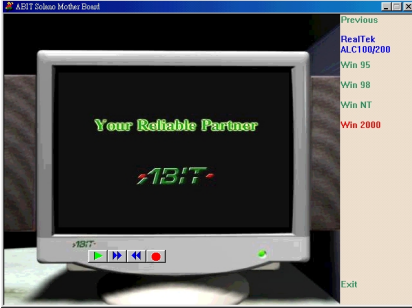 ABIT Solano Mother Board
Previous
RealTek
ALC100/200
Win 95
Win 98
Win NT
Win 2000
Your Reliable Partner
ABIT
ABIT
Exit